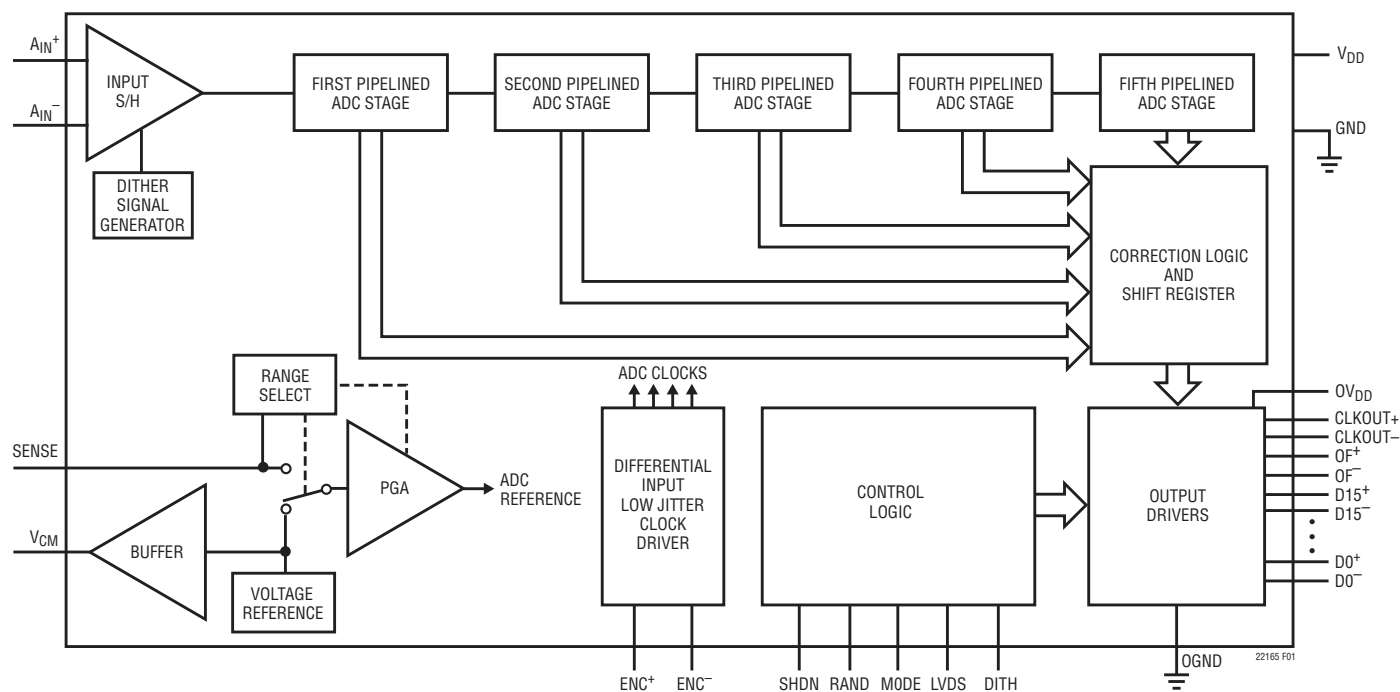 AIN+
AIN−
INPUT
S/H
DITHER
SIGNAL
GENERATOR
FIRST PIPELINED
ADC STAGE
SECOND PIPELINED
ADC STAGE
THIRD PIPELINED
ADC STAGE
FOURTH PIPELINED
ADC STAGE
FIFTH PIPELINED
ADC STAGE
VDD
GND
CORRECTION LOGIC
AND
SHIFT REGISTER
RANGE
SELECT
SENSE
VCM
BUFFER
VOLTAGE
REFERENCE
PGA
ADC
REFERENCE
ADC CLOCKS
DIFFERENTIAL
INPUT
LOW JITTER
CLOCK
DRIVER
ENC+
ENC−
CONTROL
LOGIC
SHDN
RAND
MODE
LVDS
DITH
OUTPUT
DRIVERS
OVDD
CLKOUT+
CLKOUT−
OF+
OF−
D15+
D15−
D0+
D0−
OGND
22165 F01